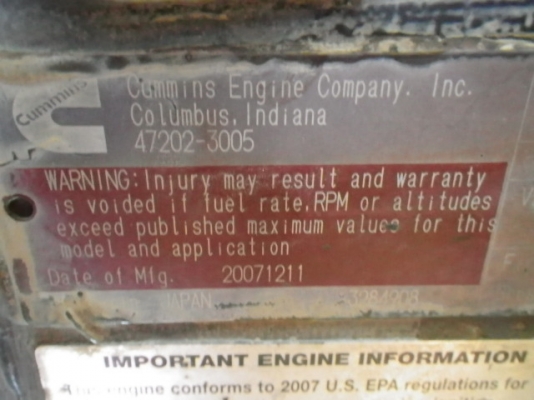 Cummins
Cummins Engine Company. Inc.
Columbus, Indiana
47202-3005
WARNING: Injury may result and warranty
is voided if fuel rate, RPM or altitudes
exceed published maximum values for this
model and application
Date of Mfg. 20071211
JAPAN
IMPORTANT ENGINE INFORMATION
engine conforms to 2007 U.S. EPA regulations for